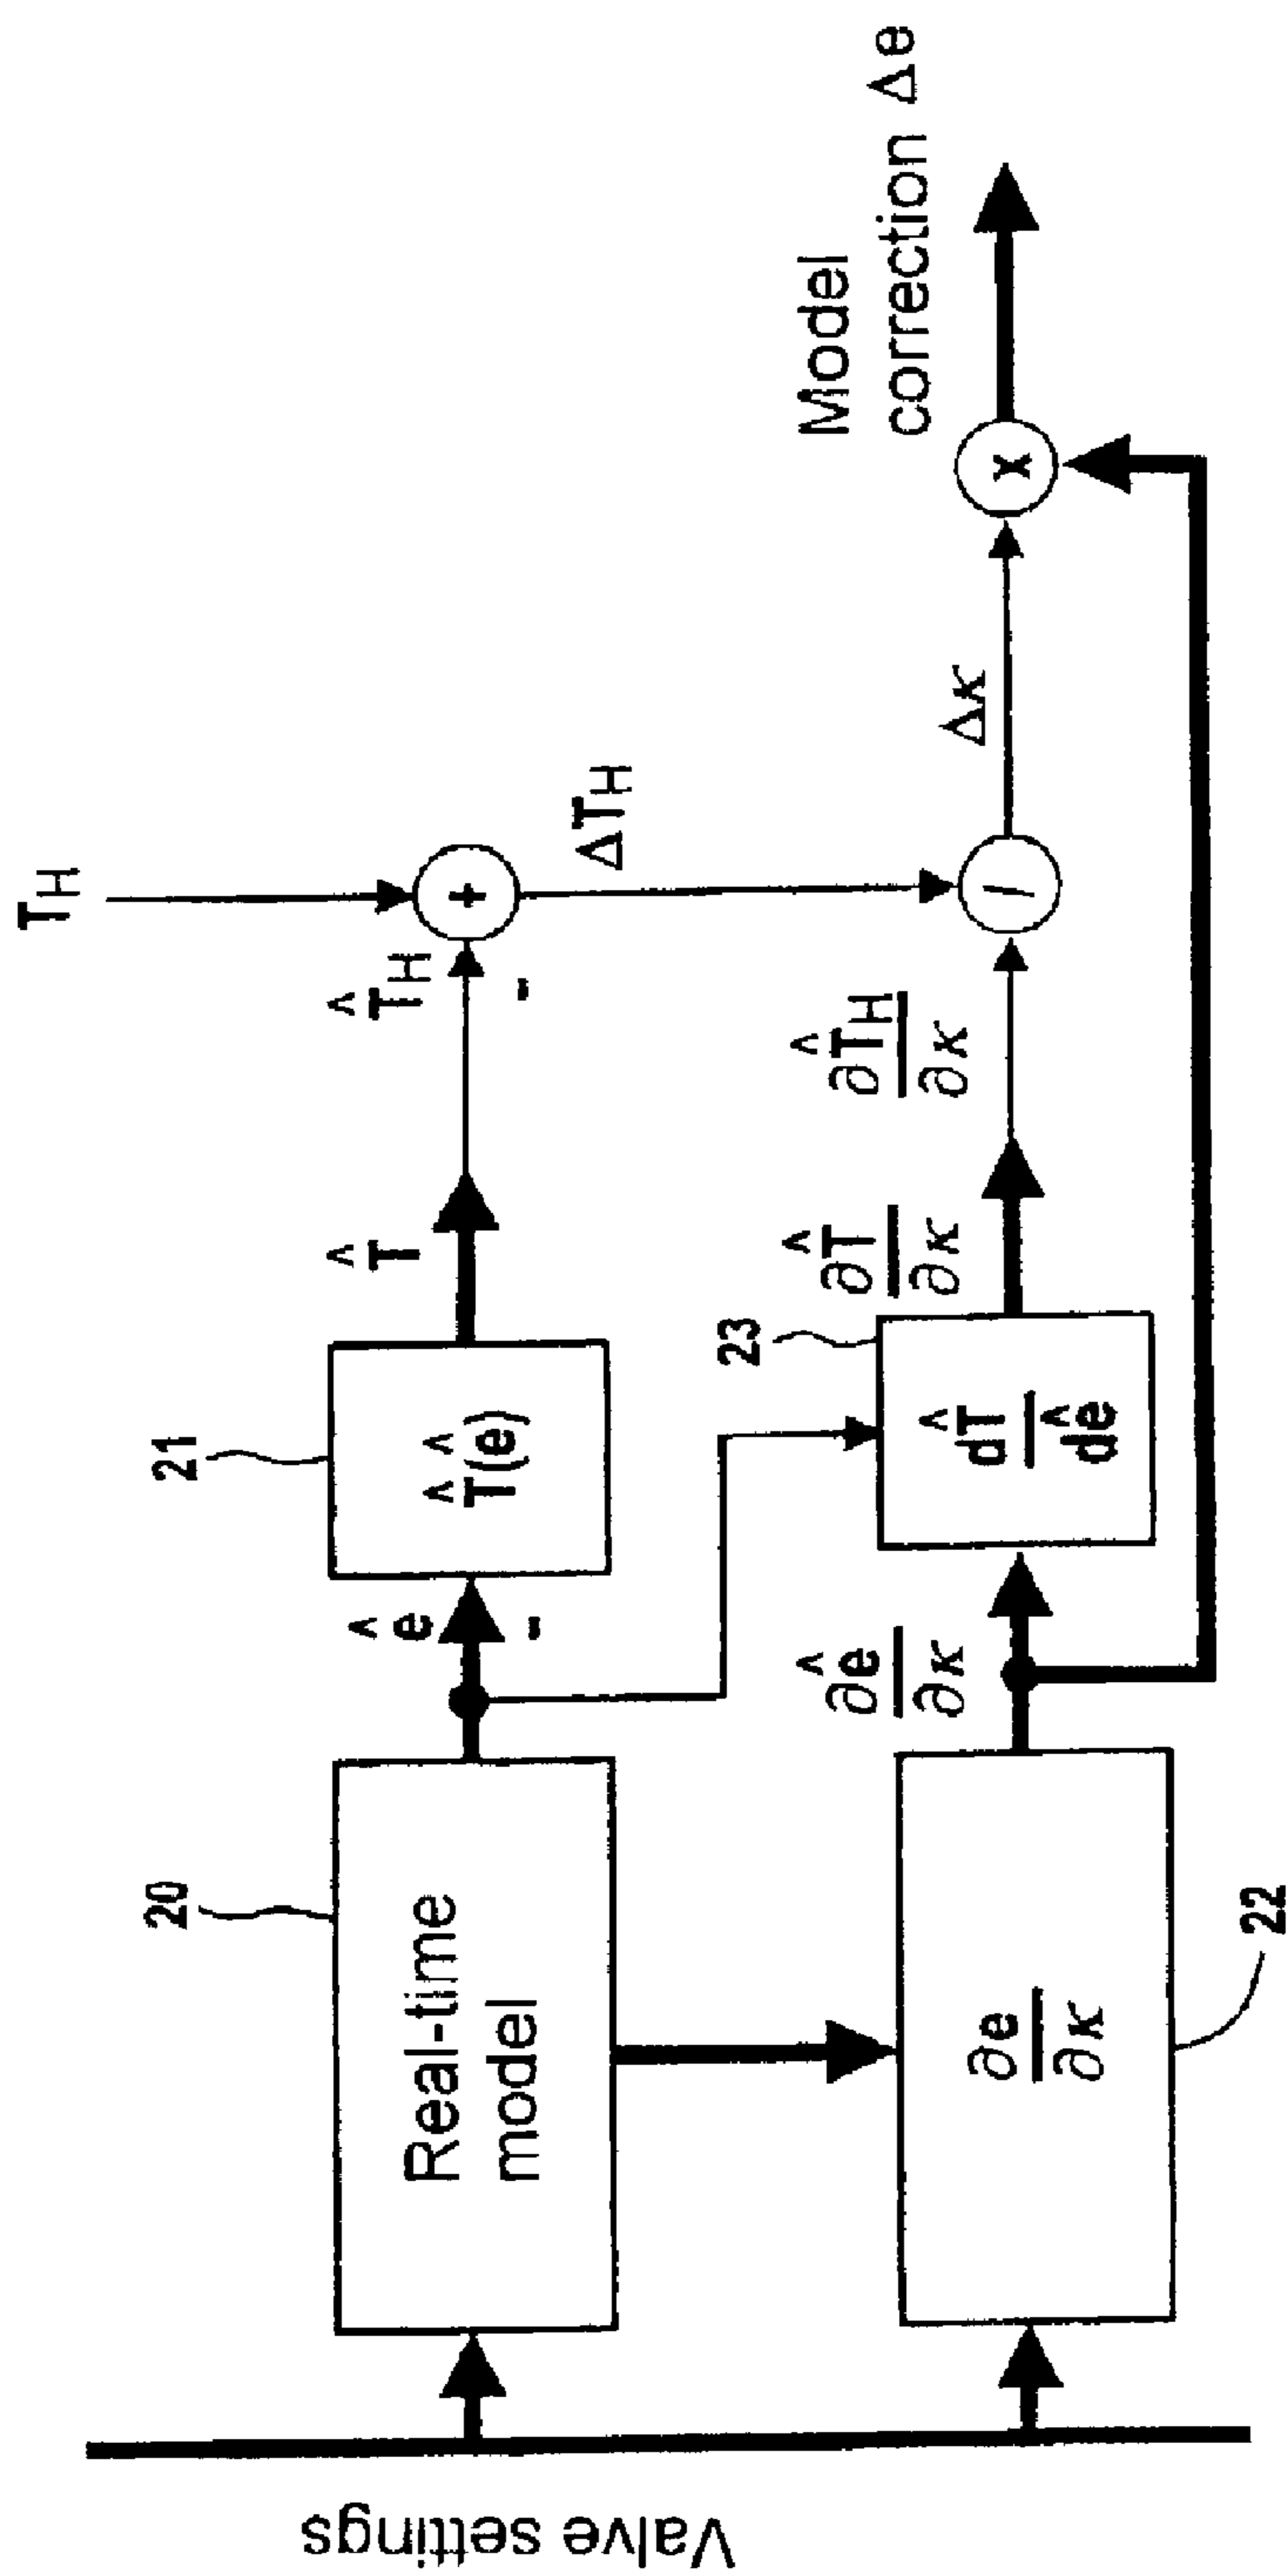 Valve settings
20
Real-time
model
ê
-
21
T̂(ê)
T̂
T̂H
-
TH
+
ΔTH
22
∂e
∂κ
∂ê
∂κ
23
dT̂
dê
∂T̂
∂κ
∂T̂H
∂κ
/
Δκ
x
Model
correction Δe